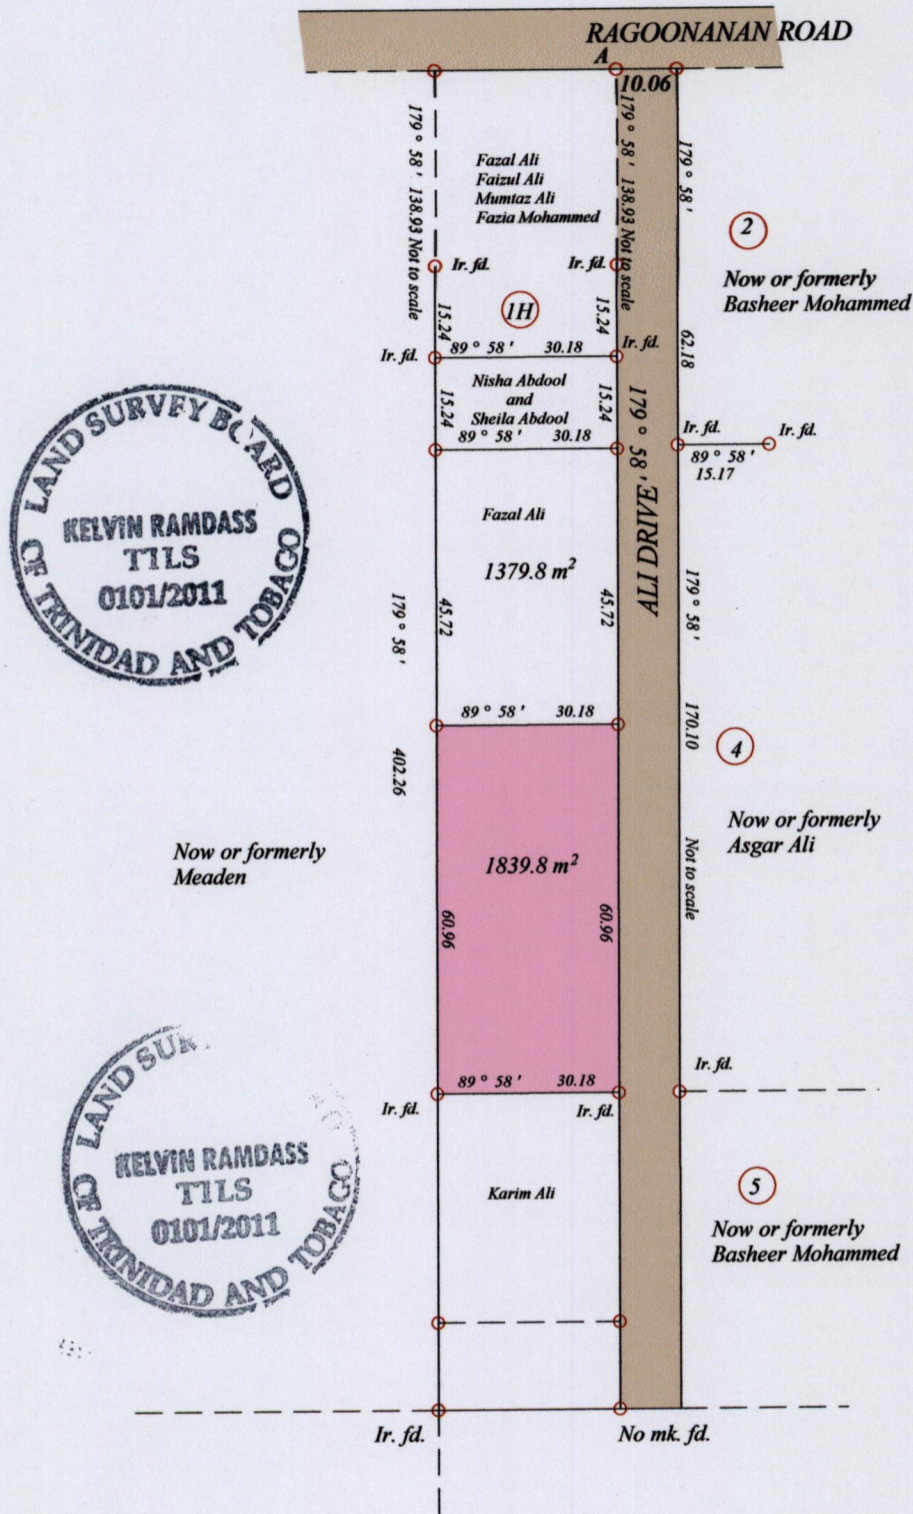 RAGOONANAN ROAD
A
10.06
179° 58' 138.93 Not to scale
Fazal Ali
Faizul Ali
Mumtaz Ali
Fazia Mohammed
179° 58' 138.93 Not to scale
179° 58'
62.18
2
Now or formerly
Basheer Mohammed
Ir. fd.
Ir. fd.
15.24
1H
15.24
Ir. fd.
89° 58' 30.18
Ir. fd.
Nisha Abdool
and
Sheila Abdool
15.24
15.24
89° 58' 30.18
179° 58'
ALI DRIVE
Ir. fd.
Ir. fd.
89° 58'
15.17
LAND SURVEY BOARD
OF TRINIDAD AND TOBAGO
KELVIN RAMDASS
TTLS
0101/2011
Fazal Ali
1379.8 m²
179° 58'
402.26
45.72
45.72
179° 58'
170.10
Not to scale
89° 58' 30.18
4
Now or formerly
Asgar Ali
Now or formerly
Meaden
1839.8 m²
60.96
60.96
89° 58' 30.18
Ir. fd.
Ir. fd.
Ir. fd.
LAND SUR
OF TRINIDAD AND TOBAGO
KELVIN RAMDASS
TTLS
0101/2011
Karim Ali
5
Now or formerly
Basheer Mohammed
Ir. fd.
No mk. fd.